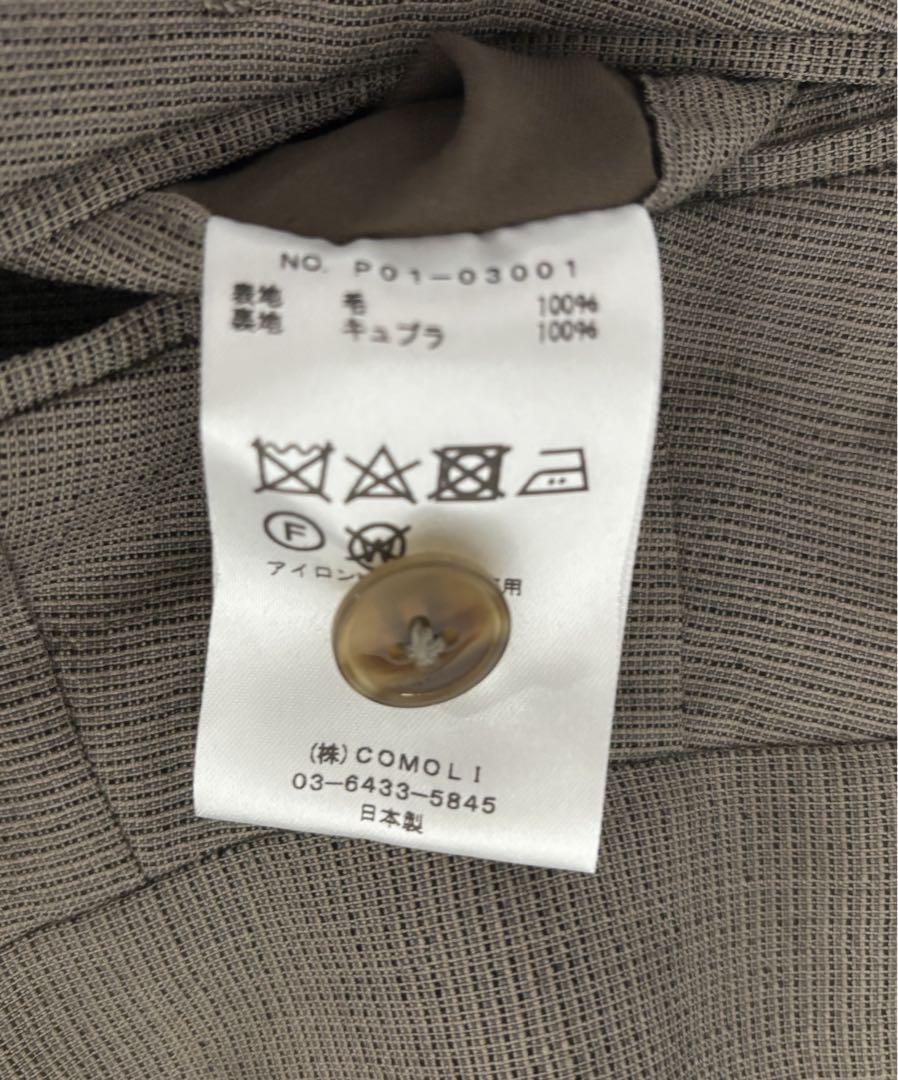 NO. P01-03001
表地 毛 100%
裏地 キュプラ 100%
F W
アイロン 用
(株)COMOLI
03-6433-5845
日本製